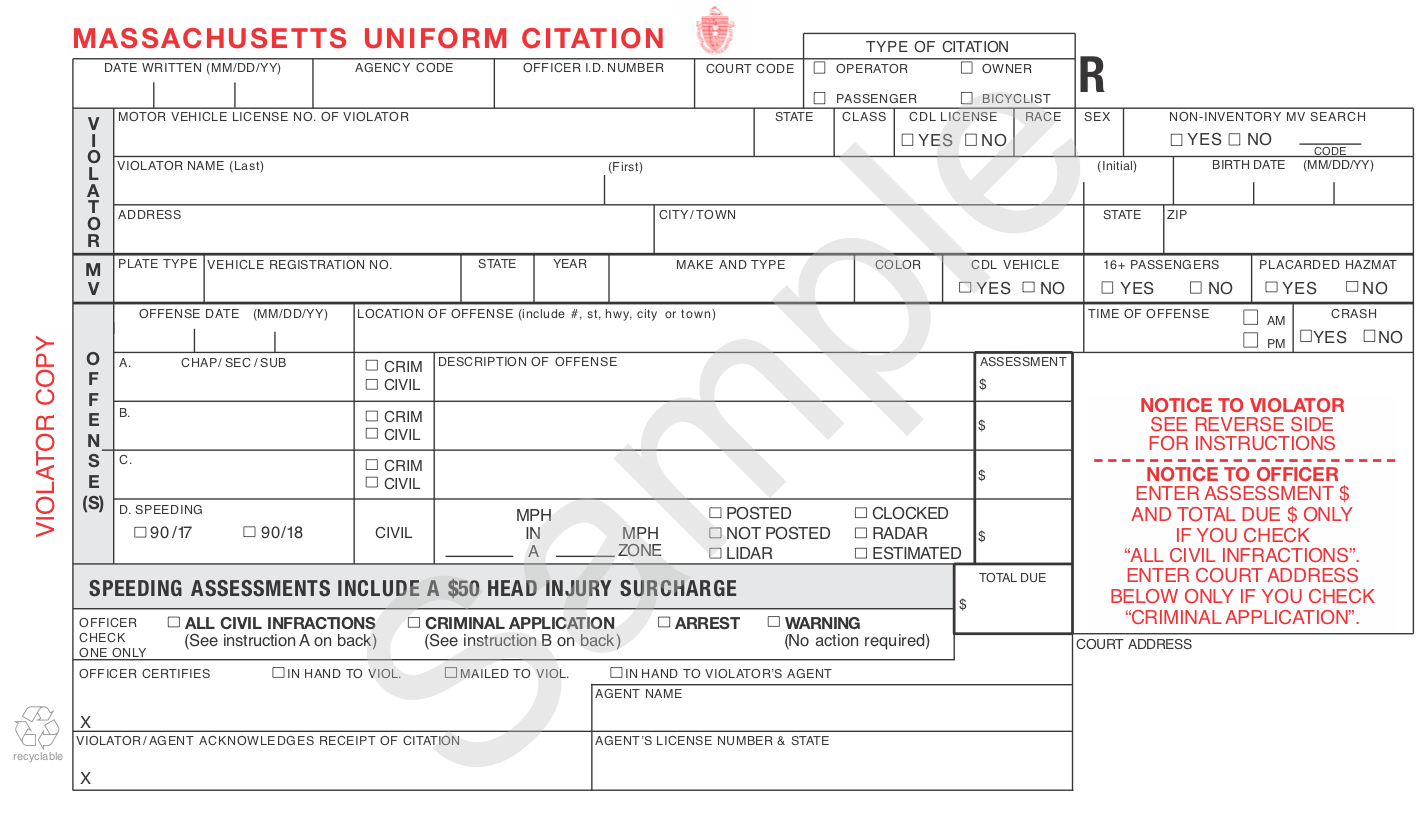 MASSACHUSETTS UNIFORM CITATION
TYPE OF CITATION
DATE WRITTEN (MM/DD/YY) AGENCY CODE OFFICER I.D. NUMBER COURT CODE ☐ OPERATOR ☐ OWNER
☐ PASSENGER ☐ BICYCLIST
R
VIOLATOR
MOTOR VEHICLE LICENSE NO. OF VIOLATOR STATE CLASS CDL LICENSE RACE SEX NON-INVENTORY MV SEARCH
☐ YES ☐ NO ☐ YES ☐ NO ______
CODE
VIOLATOR NAME (Last) (First) (Initial) BIRTH DATE (MM/DD/YY)
ADDRESS CITY/TOWN STATE ZIP
MV
PLATE TYPE VEHICLE REGISTRATION NO. STATE YEAR MAKE AND TYPE COLOR CDL VEHICLE 16+ PASSENGERS PLACARDED HAZMAT
☐ YES ☐ NO ☐ YES ☐ NO ☐ YES ☐ NO
OFFENSE(S)
OFFENSE DATE (MM/DD/YY) LOCATION OF OFFENSE (include #, st, hwy, city or town) TIME OF OFFENSE ☐ AM CRASH
☐ PM ☐YES ☐NO
A. CHAP/ SEC / SUB ☐ CRIM DESCRIPTION OF OFFENSE ASSESSMENT
☐ CIVIL $
B. ☐ CRIM
☐ CIVIL $
C. ☐ CRIM
☐ CIVIL $
D. SPEEDING
☐ 90/17 ☐ 90/18 CIVIL
______ MPH IN A ______ MPH ZONE
☐ POSTED ☐ CLOCKED
☐ NOT POSTED ☐ RADAR
☐ LIDAR ☐ ESTIMATED
$
NOTICE TO VIOLATOR
SEE REVERSE SIDE
FOR INSTRUCTIONS
NOTICE TO OFFICER
ENTER ASSESSMENT $
AND TOTAL DUE $ ONLY
IF YOU CHECK
“ALL CIVIL INFRACTIONS”.
ENTER COURT ADDRESS
BELOW ONLY IF YOU CHECK
“CRIMINAL APPLICATION”.
SPEEDING ASSESSMENTS INCLUDE A $50 HEAD INJURY SURCHARGE
TOTAL DUE
$
OFFICER
CHECK
ONE ONLY
☐ ALL CIVIL INFRACTIONS ☐ CRIMINAL APPLICATION ☐ ARREST ☐ WARNING
(See instruction A on back) (See instruction B on back) (No action required)
COURT ADDRESS
OFFICER CERTIFIES ☐ IN HAND TO VIOL. ☐ MAILED TO VIOL. ☐ IN HAND TO VIOLATOR'S AGENT
AGENT NAME
X
VIOLATOR/AGENT ACKNOWLEDGES RECEIPT OF CITATION AGENT'S LICENSE NUMBER & STATE
X
VIOLATOR COPY
recyclable
Sample